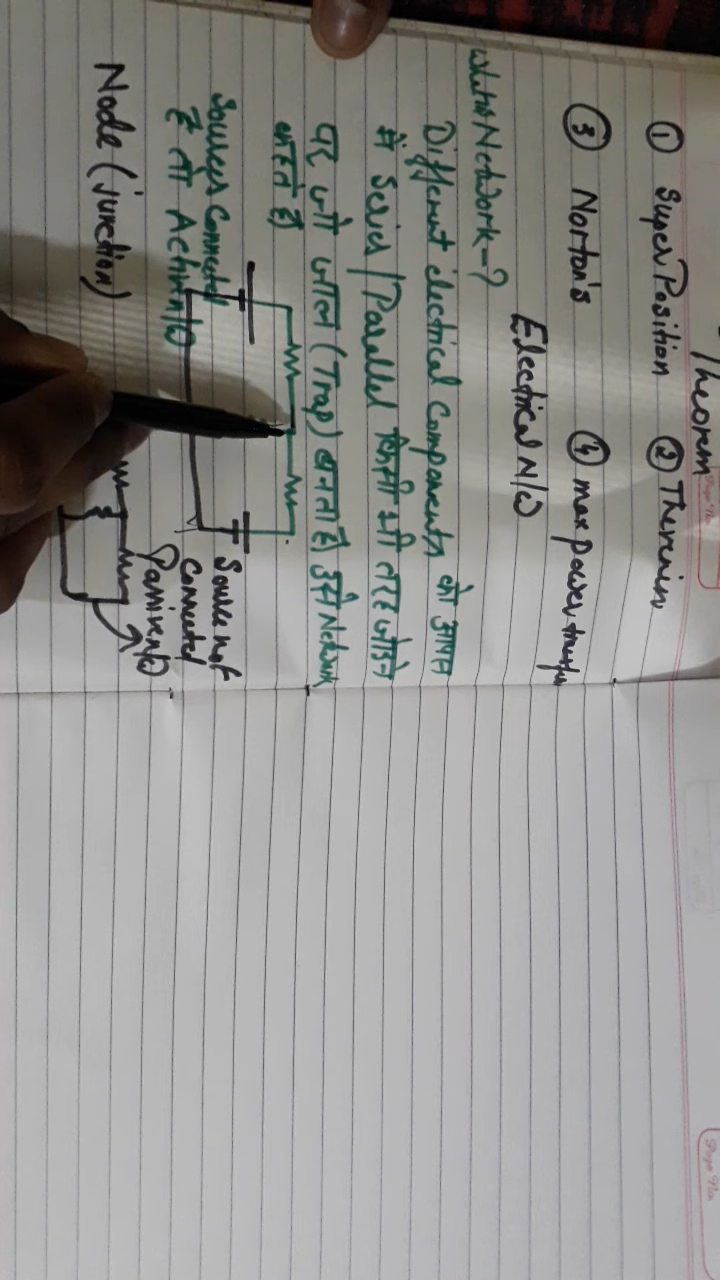 Theorem
① Super Position ② Thevenin
③ Norton's ④ max power transfer
Electrical N/W
What is Network-?
Different electrical Components को आपस
में Series/Parallel किसी भी तरह जोड़ने
पर जो जाल (Trap) बनता है, उसे Network
कहते हैं
Sources Connected
है तो Active N/W
Source not
Connected
Passive N/W
Node (junction)
Page No.